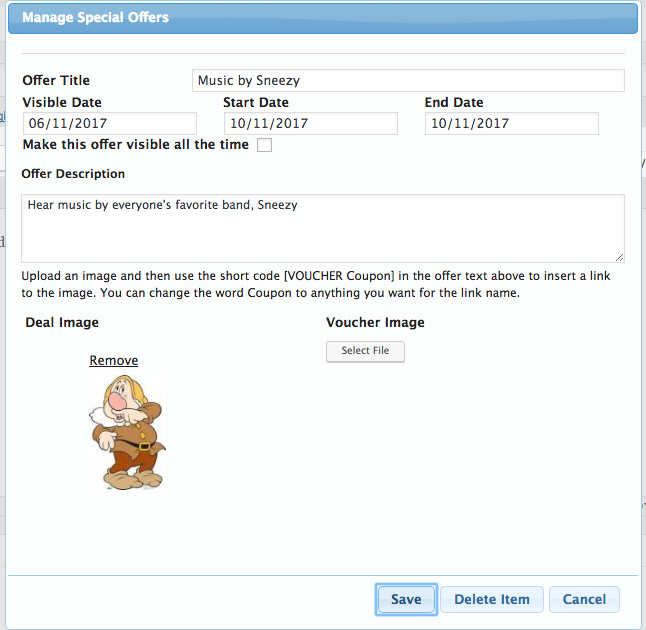 Manage Special Offers
Offer Title
Music by Sneezy
Visible Date Start Date End Date
06/11/2017 10/11/2017 10/11/2017
Make this offer visible all the time
Offer Description
Hear music by everyone's favorite band, Sneezy
Upload an image and then use the short code [VOUCHER Coupon] in the offer text above to insert a link
to the image. You can change the word Coupon to anything you want for the link name.
Deal Image Voucher Image
Select File
Remove
Save Delete Item Cancel